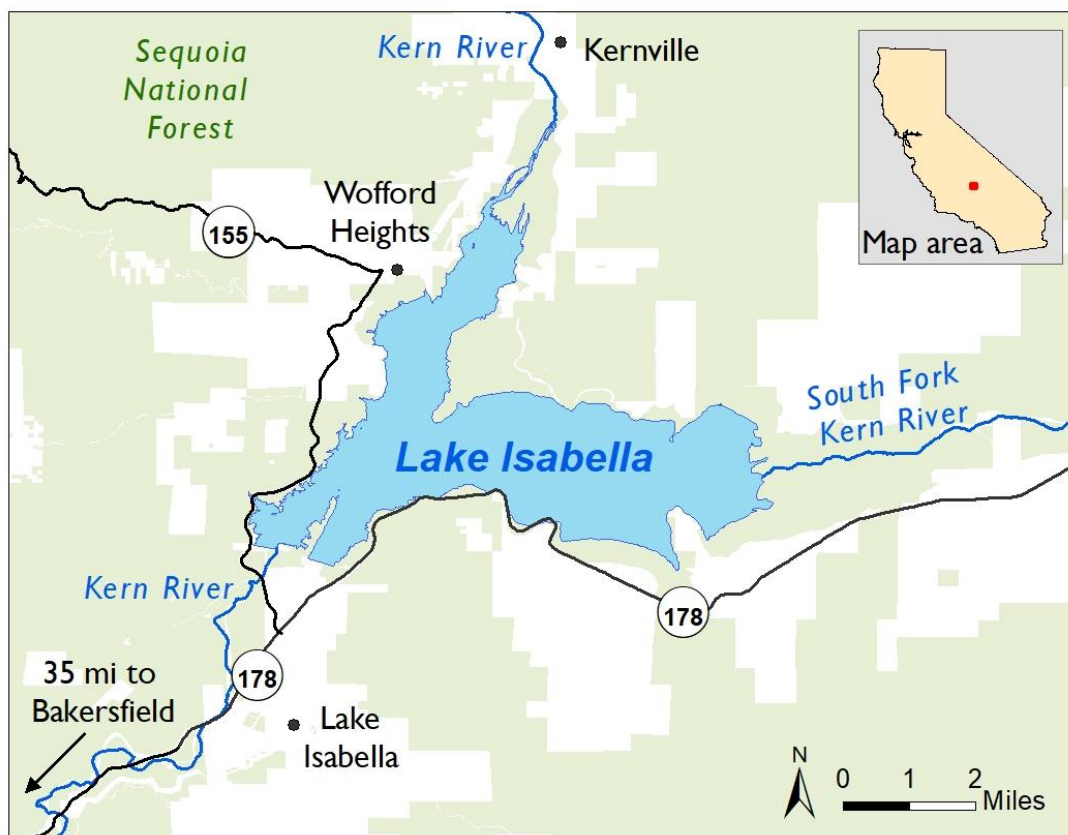 Sequoia
National
Forest
Kern River
Kernville
Map area
Wofford
Heights
155
South Fork
Kern River
Lake Isabella
Kern River
178
178
35 mi to
Bakersfield
Lake
Isabella
N
0 1 2
Miles